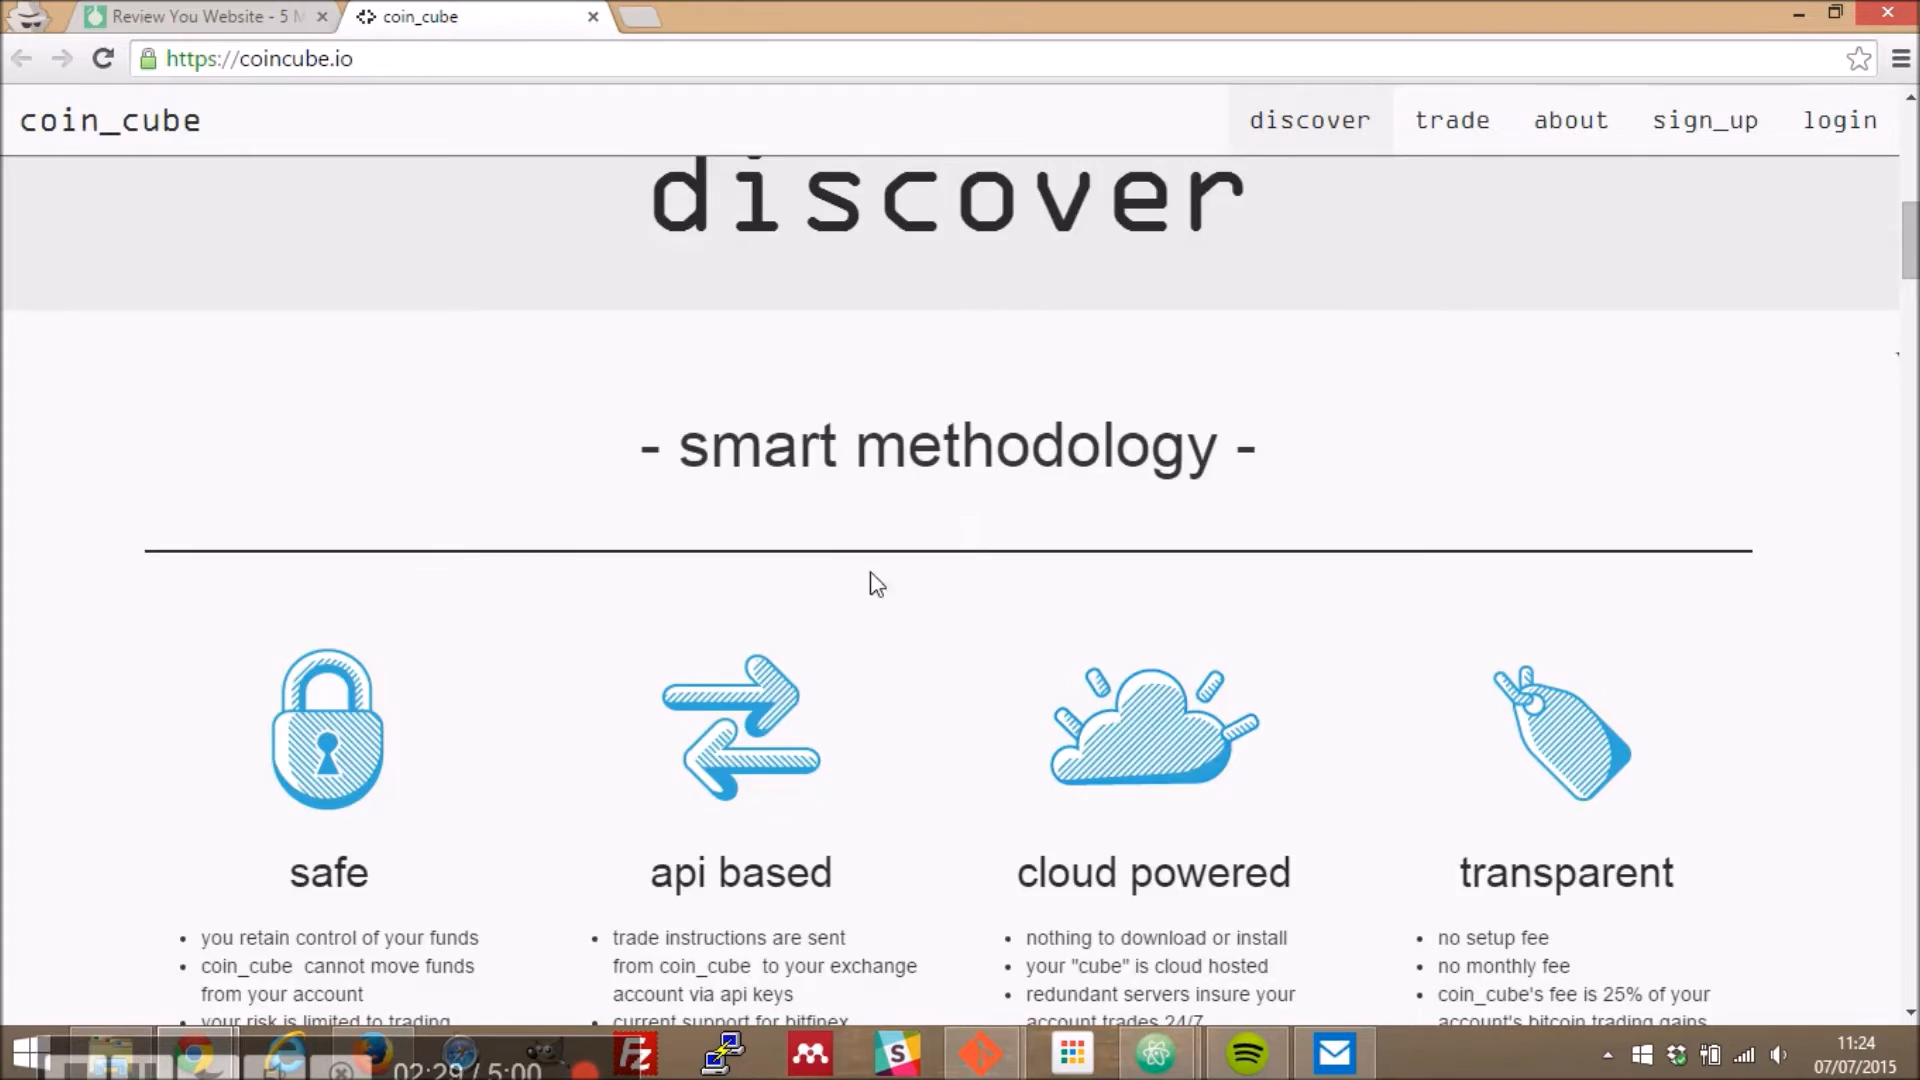 Review You Website - 5 M
coin_cube
https://coincube.io
coin_cube
discover
trade
about
sign_up
login
discover
- smart methodology -
safe
api based
cloud powered
transparent
you retain control of your funds
coin_cube cannot move funds
from your account
your risk is limited to trading
trade instructions are sent
from coin_cube to your exchange
account via api keys
current support for bitfinex
nothing to download or install
your "cube" is cloud hosted
redundant servers insure your
account trades 24/7
no setup fee
no monthly fee
coin_cube's fee is 25% of your
account's bitcoin trading gains
02:29 / 5:00
Fz
S
11:24
07/07/2015